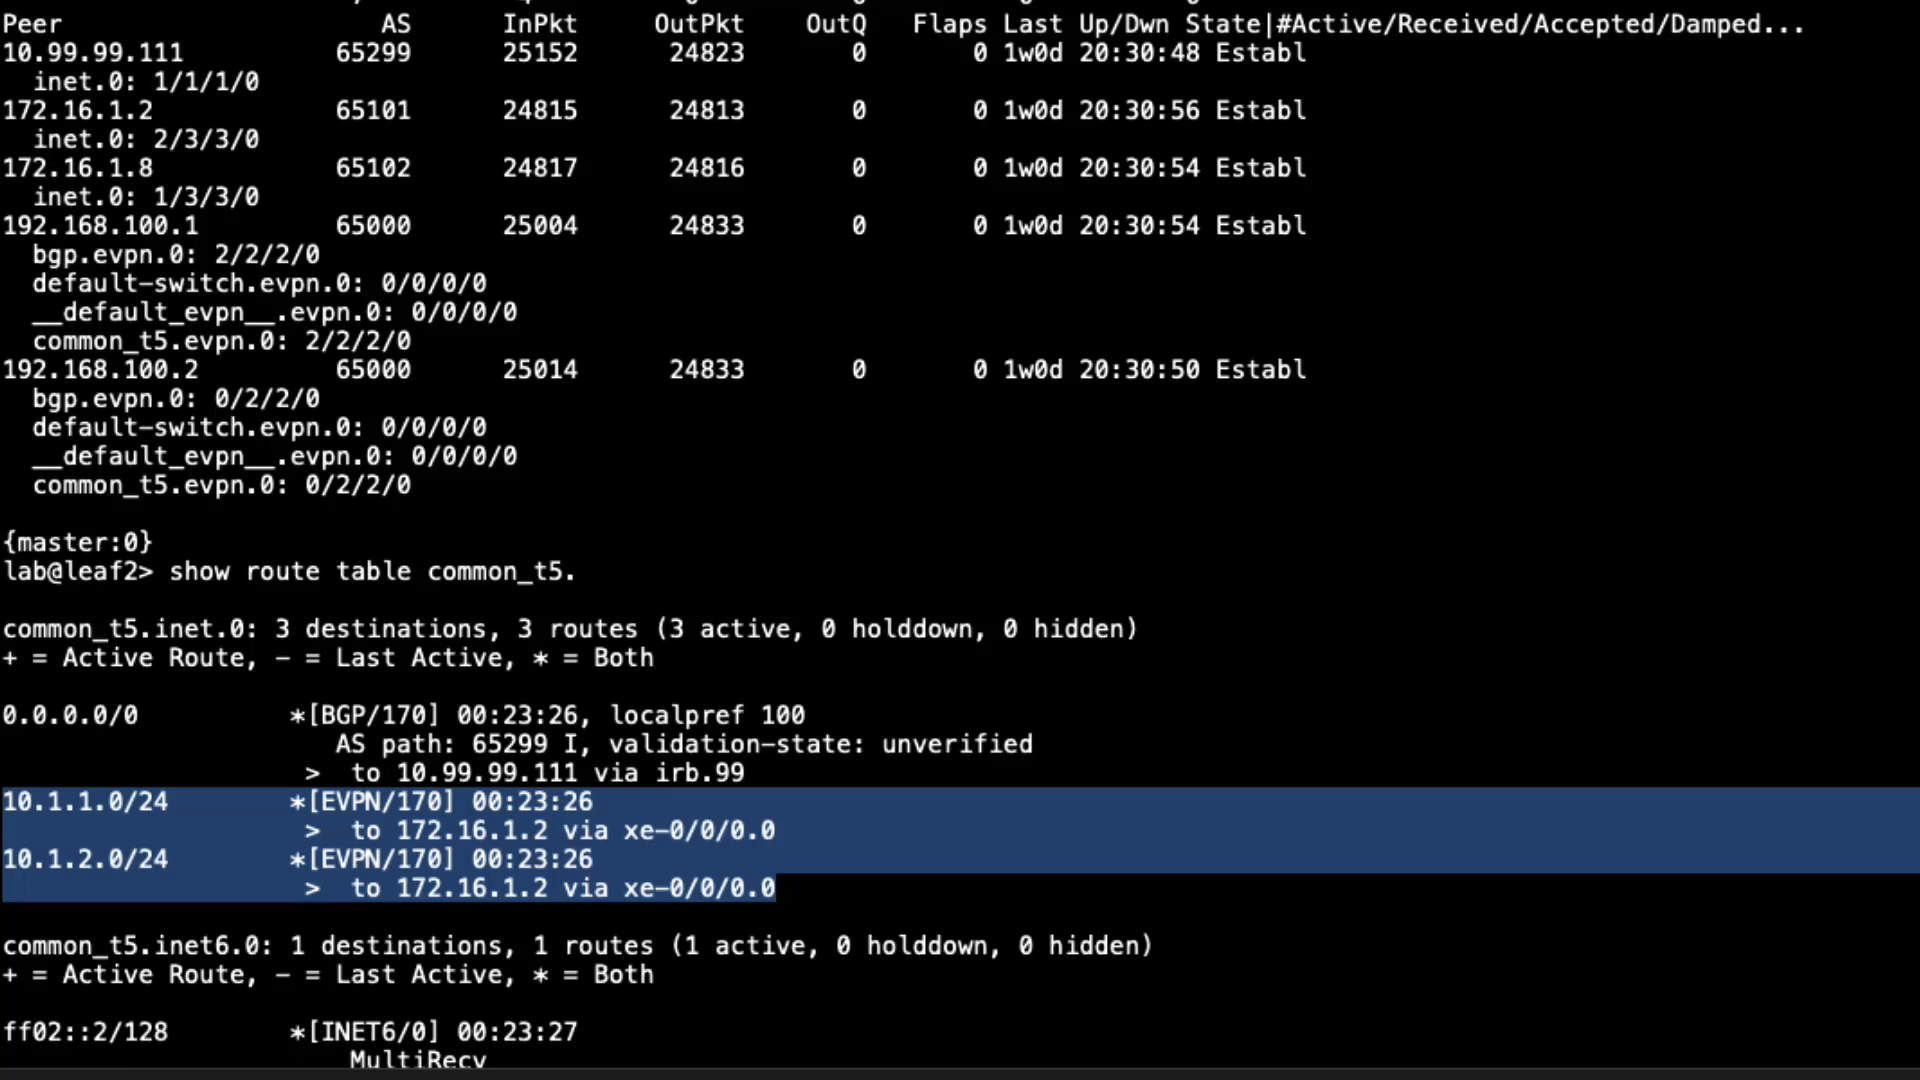 Peer AS InPkt OutPkt OutQ Flaps Last Up/Dwn State|#Active/Received/Accepted/Damped...
10.99.99.111 65299 25152 24823 0 0 1w0d 20:30:48 Establ
inet.0: 1/1/1/0
172.16.1.2 65101 24815 24813 0 0 1w0d 20:30:56 Establ
inet.0: 2/3/3/0
172.16.1.8 65102 24817 24816 0 0 1w0d 20:30:54 Establ
inet.0: 1/3/3/0
192.168.100.1 65000 25004 24833 0 0 1w0d 20:30:54 Establ
bgp.evpn.0: 2/2/2/0
default-switch.evpn.0: 0/0/0/0
__default_evpn__.evpn.0: 0/0/0/0
common_t5.evpn.0: 2/2/2/0
192.168.100.2 65000 25014 24833 0 0 1w0d 20:30:50 Establ
bgp.evpn.0: 0/2/2/0
default-switch.evpn.0: 0/0/0/0
__default_evpn__.evpn.0: 0/0/0/0
common_t5.evpn.0: 0/2/2/0
{master:0}
lab@leaf2> show route table common_t5.
common_t5.inet.0: 3 destinations, 3 routes (3 active, 0 holddown, 0 hidden)
+ = Active Route, - = Last Active, * = Both
0.0.0.0/0 *[BGP/170] 00:23:26, localpref 100
AS path: 65299 I, validation-state: unverified
> to 10.99.99.111 via irb.99
10.1.1.0/24 *[EVPN/170] 00:23:26
> to 172.16.1.2 via xe-0/0/0.0
10.1.2.0/24 *[EVPN/170] 00:23:26
> to 172.16.1.2 via xe-0/0/0.0
common_t5.inet6.0: 1 destinations, 1 routes (1 active, 0 holddown, 0 hidden)
+ = Active Route, - = Last Active, * = Both
ff02::2/128 *[INET6/0] 00:23:27
MultiRecv